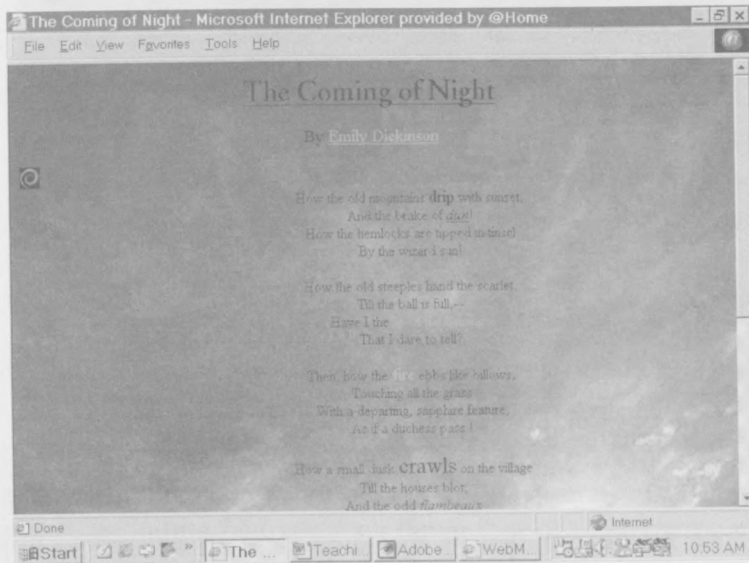 The Coming of Night - Microsoft Internet Explorer provided by @Home
File Edit View Favorites Tools Help
The Coming of Night
By Emily Dickinson
How the old mountains drip with sunset,
And the brake of dun!
How the hemlocks are tipped in tinsel
By the wizard sun!
How the old steeples hand the scarlet,
Till the ball is full,--
Have I the
That I dare to tell?
Then, how the fire ebbs like billows,
Touching all the grass
With a departing, sapphire feature,
As if a duchess pass!
How a small dusk crawls on the village
Till the houses blot;
And the odd flambeaux
Done Internet
Start » The ... Teachi... Adobe WebM... 10:53 AM